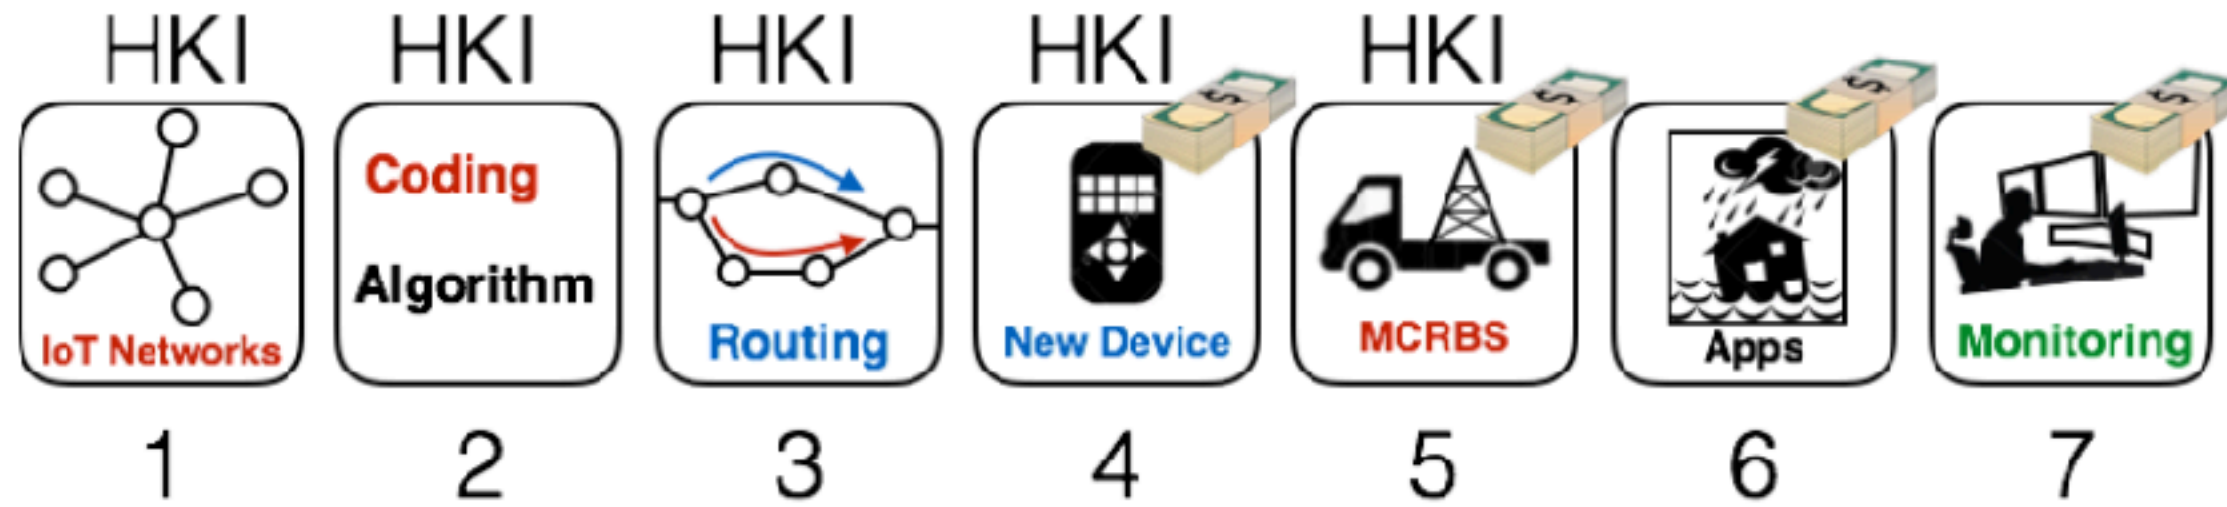 HKI HKI HKI HKI HKI
Coding
Algorithm
IoT Networks
Routing
New Device
MCRBS
Apps
Monitoring
1 2 3 4 5 6 7